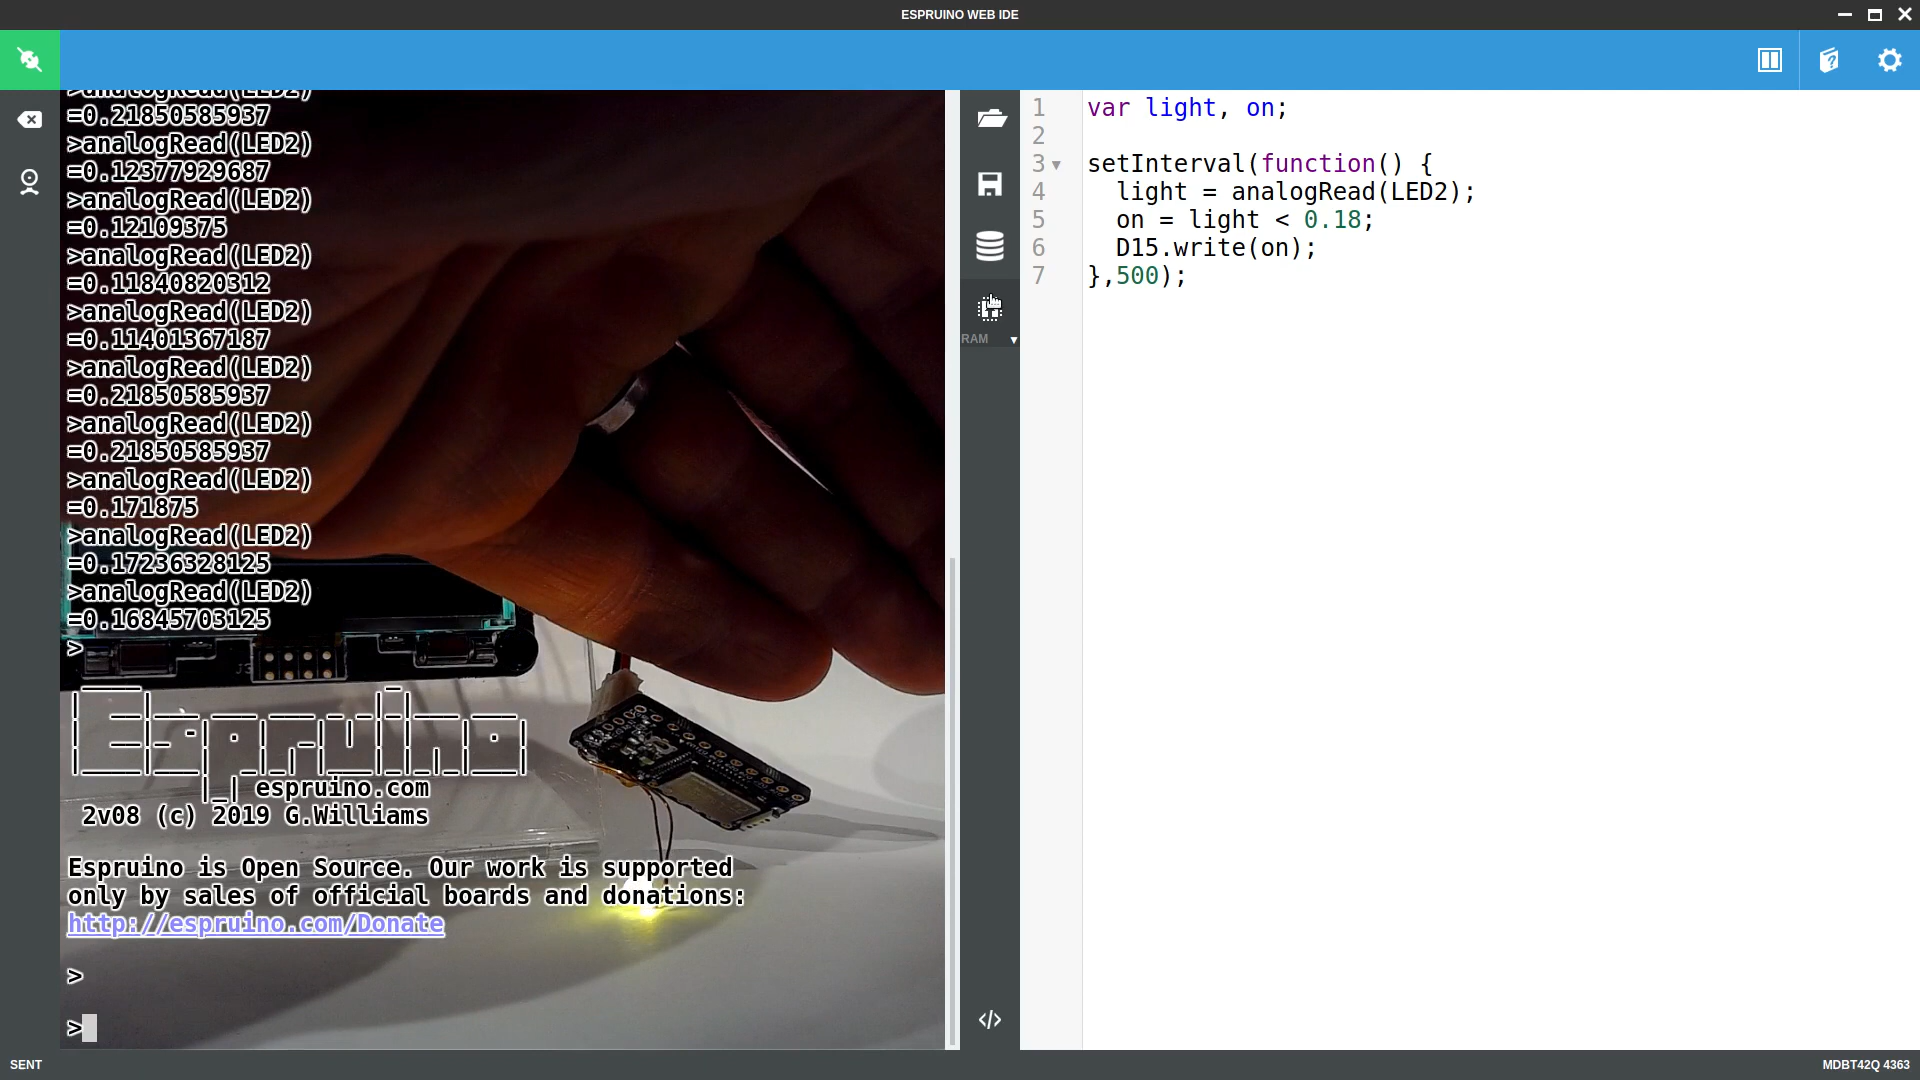 ESPRUINO WEB IDE
>analogRead(LED2)
=0.21850585937
>analogRead(LED2)
=0.12377929687
>analogRead(LED2)
=0.12109375
>analogRead(LED2)
=0.11840820312
>analogRead(LED2)
=0.11401367187
>analogRead(LED2)
=0.21850585937
>analogRead(LED2)
=0.21850585937
>analogRead(LED2)
=0.171875
>analogRead(LED2)
=0.17236328125
>analogRead(LED2)
=0.16845703125
>
Espruino
espruino.com
2v08 (c) 2019 G.Williams
Espruino is Open Source. Our work is supported
only by sales of official boards and donations:
http://espruino.com/Donate
>
>
RAM
1 var light, on;
2
3 setInterval(function() {
4 light = analogRead(LED2);
5 on = light < 0.18;
6 D15.write(on);
7 },500);
SENT
MDBT42Q 4363